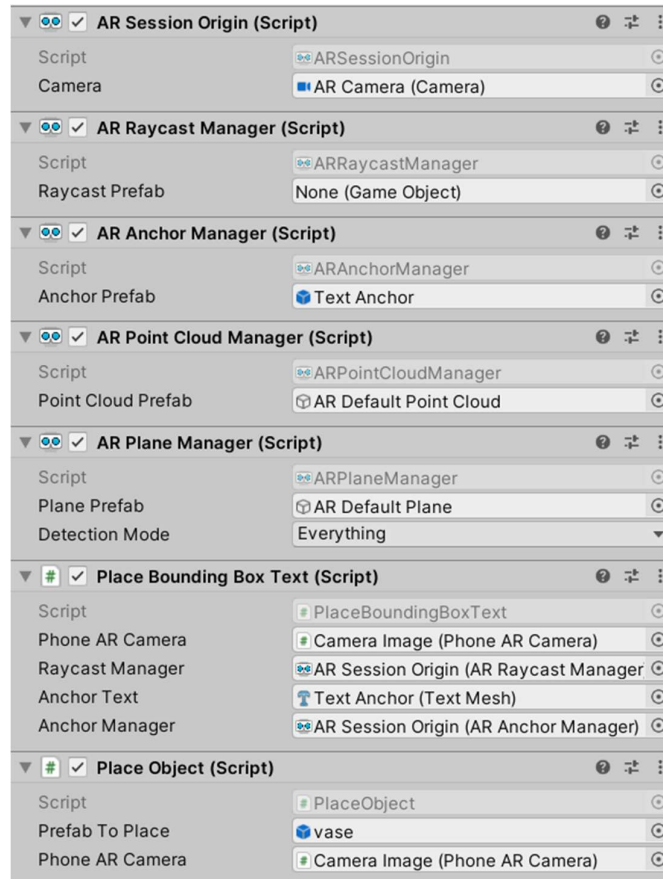 AR Session Origin (Script)
Script ARSessionOrigin
Camera AR Camera (Camera)
AR Raycast Manager (Script)
Script ARRaycastManager
Raycast Prefab None (Game Object)
AR Anchor Manager (Script)
Script ARAnchorManager
Anchor Prefab Text Anchor
AR Point Cloud Manager (Script)
Script ARPointCloudManager
Point Cloud Prefab AR Default Point Cloud
AR Plane Manager (Script)
Script ARPlaneManager
Plane Prefab AR Default Plane
Detection Mode Everything
# Place Bounding Box Text (Script)
Script # PlaceBoundingBoxText
Phone AR Camera # Camera Image (Phone AR Camera)
Raycast Manager AR Session Origin (AR Raycast Manager
Anchor Text Text Anchor (Text Mesh)
Anchor Manager AR Session Origin (AR Anchor Manager)
# Place Object (Script)
Script # PlaceObject
Prefab To Place vase
Phone AR Camera # Camera Image (Phone AR Camera)